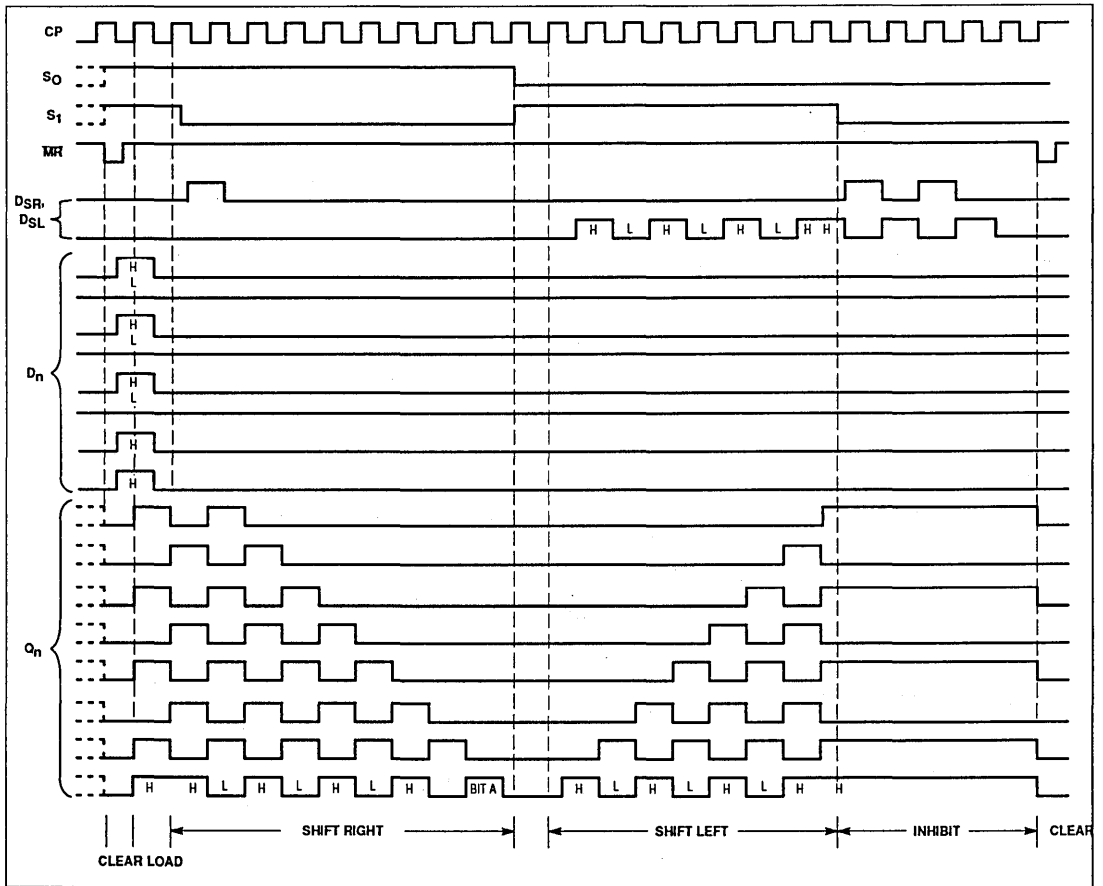 CP
S0
S1
MR
DSR,
DSL
H L H L H L H H
H
L
H
L
Dn
H
L
H
H
Qn
H H L H L H L H BIT A H L H L H L H H
SHIFT RIGHT SHIFT LEFT INHIBIT CLEAR
CLEAR LOAD